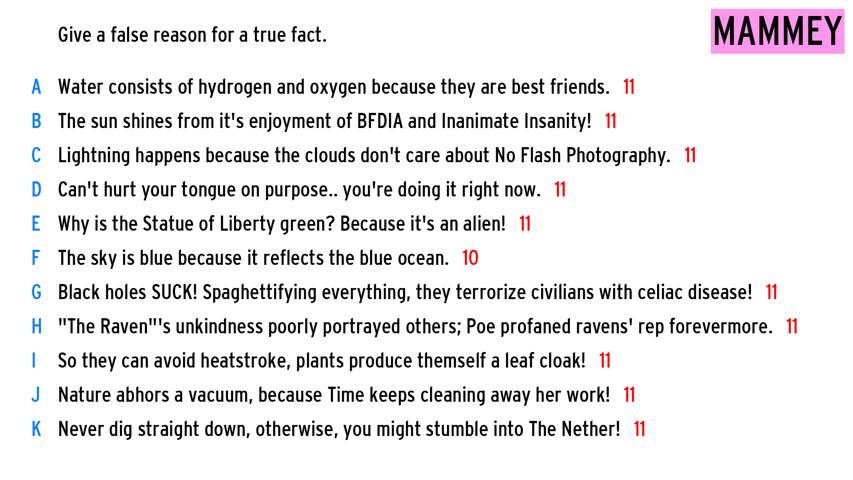 Give a false reason for a true fact.
MAMMEY
A Water consists of hydrogen and oxygen because they are best friends. 11
B The sun shines from it's enjoyment of BFDIA and Inanimate Insanity! 11
C Lightning happens because the clouds don't care about No Flash Photography. 11
D Can't hurt your tongue on purpose.. you're doing it right now. 11
E Why is the Statue of Liberty green? Because it's an alien! 11
F The sky is blue because it reflects the blue ocean. 10
G Black holes SUCK! Spaghettifying everything, they terrorize civilians with celiac disease! 11
H "The Raven"'s unkindness poorly portrayed others; Poe profaned ravens' rep forevermore. 11
I So they can avoid heatstroke, plants produce themself a leaf cloak! 11
J Nature abhors a vacuum, because Time keeps cleaning away her work! 11
K Never dig straight down, otherwise, you might stumble into The Nether! 11